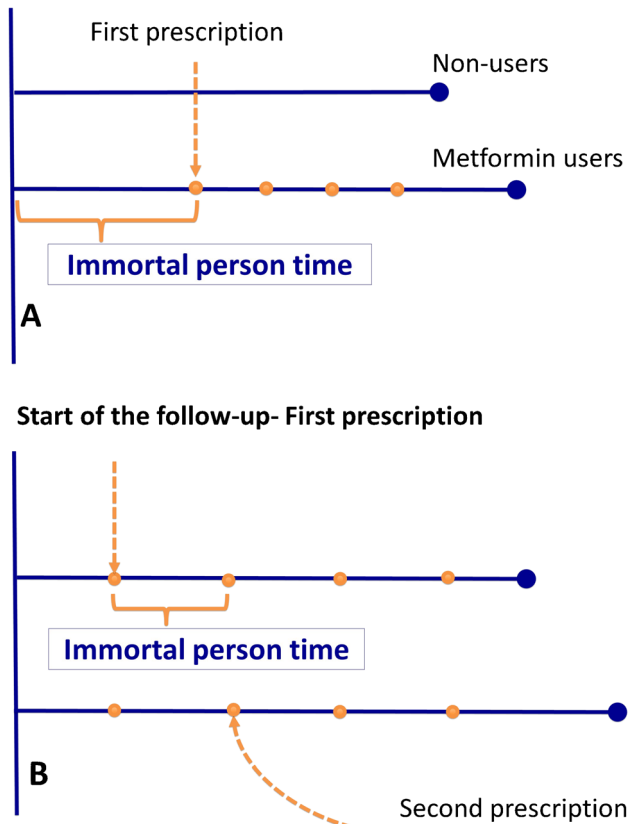 First prescription
Non-users
Metformin users
Immortal person time
A
Start of the follow-up- First prescription
Immortal person time
B
Second prescription